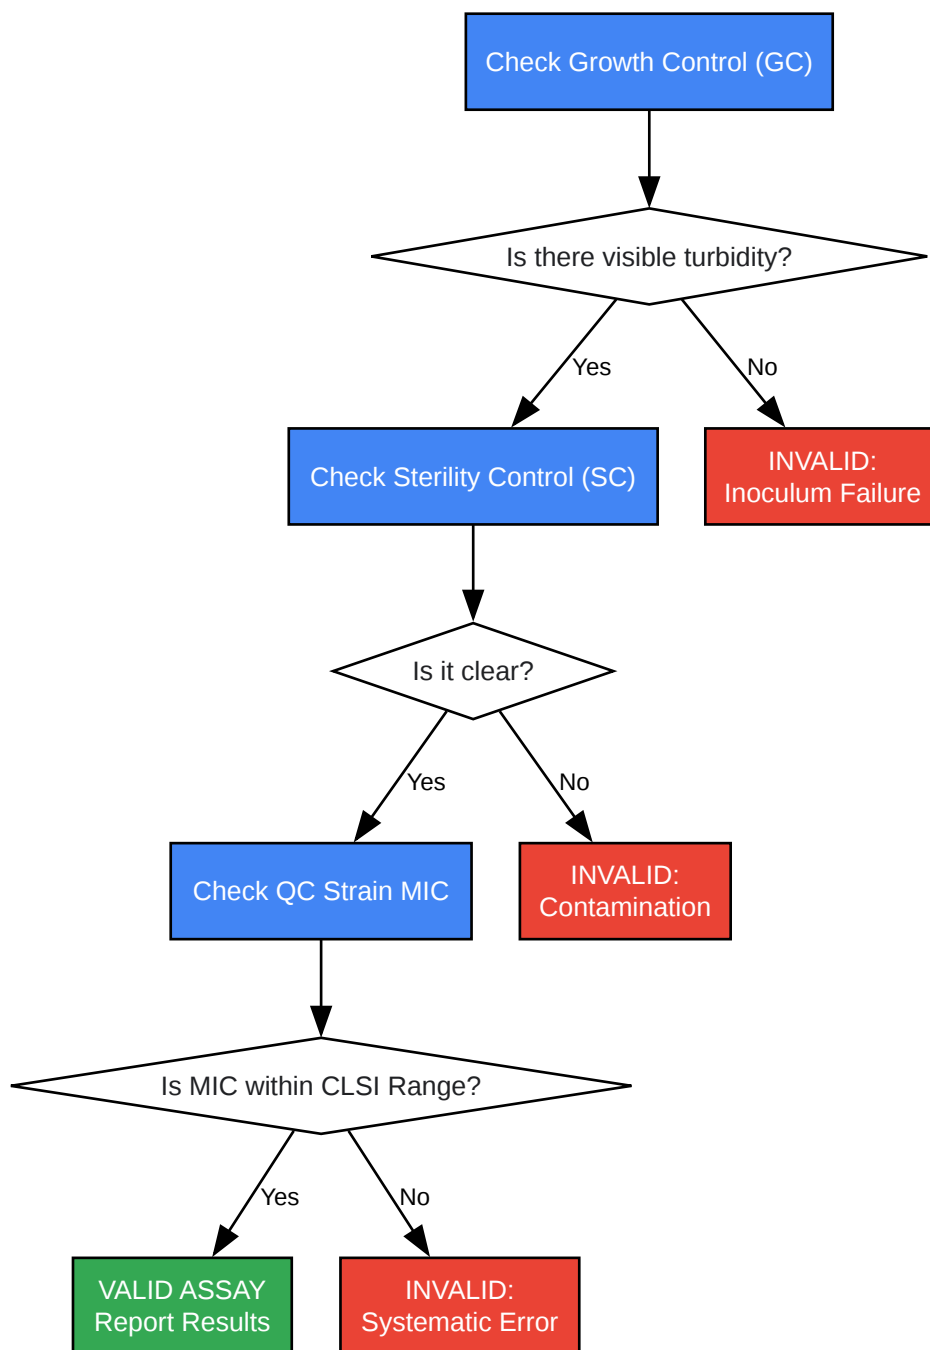 Check Growth Control (GC)
Is there visible turbidity?
Yes
No
Check Sterility Control (SC)
INVALID:
Inoculum Failure
Is it clear?
Yes
No
Check QC Strain MIC
INVALID:
Contamination
Is MIC within CLSI Range?
Yes
No
VALID ASSAY
Report Results
INVALID:
Systematic Error